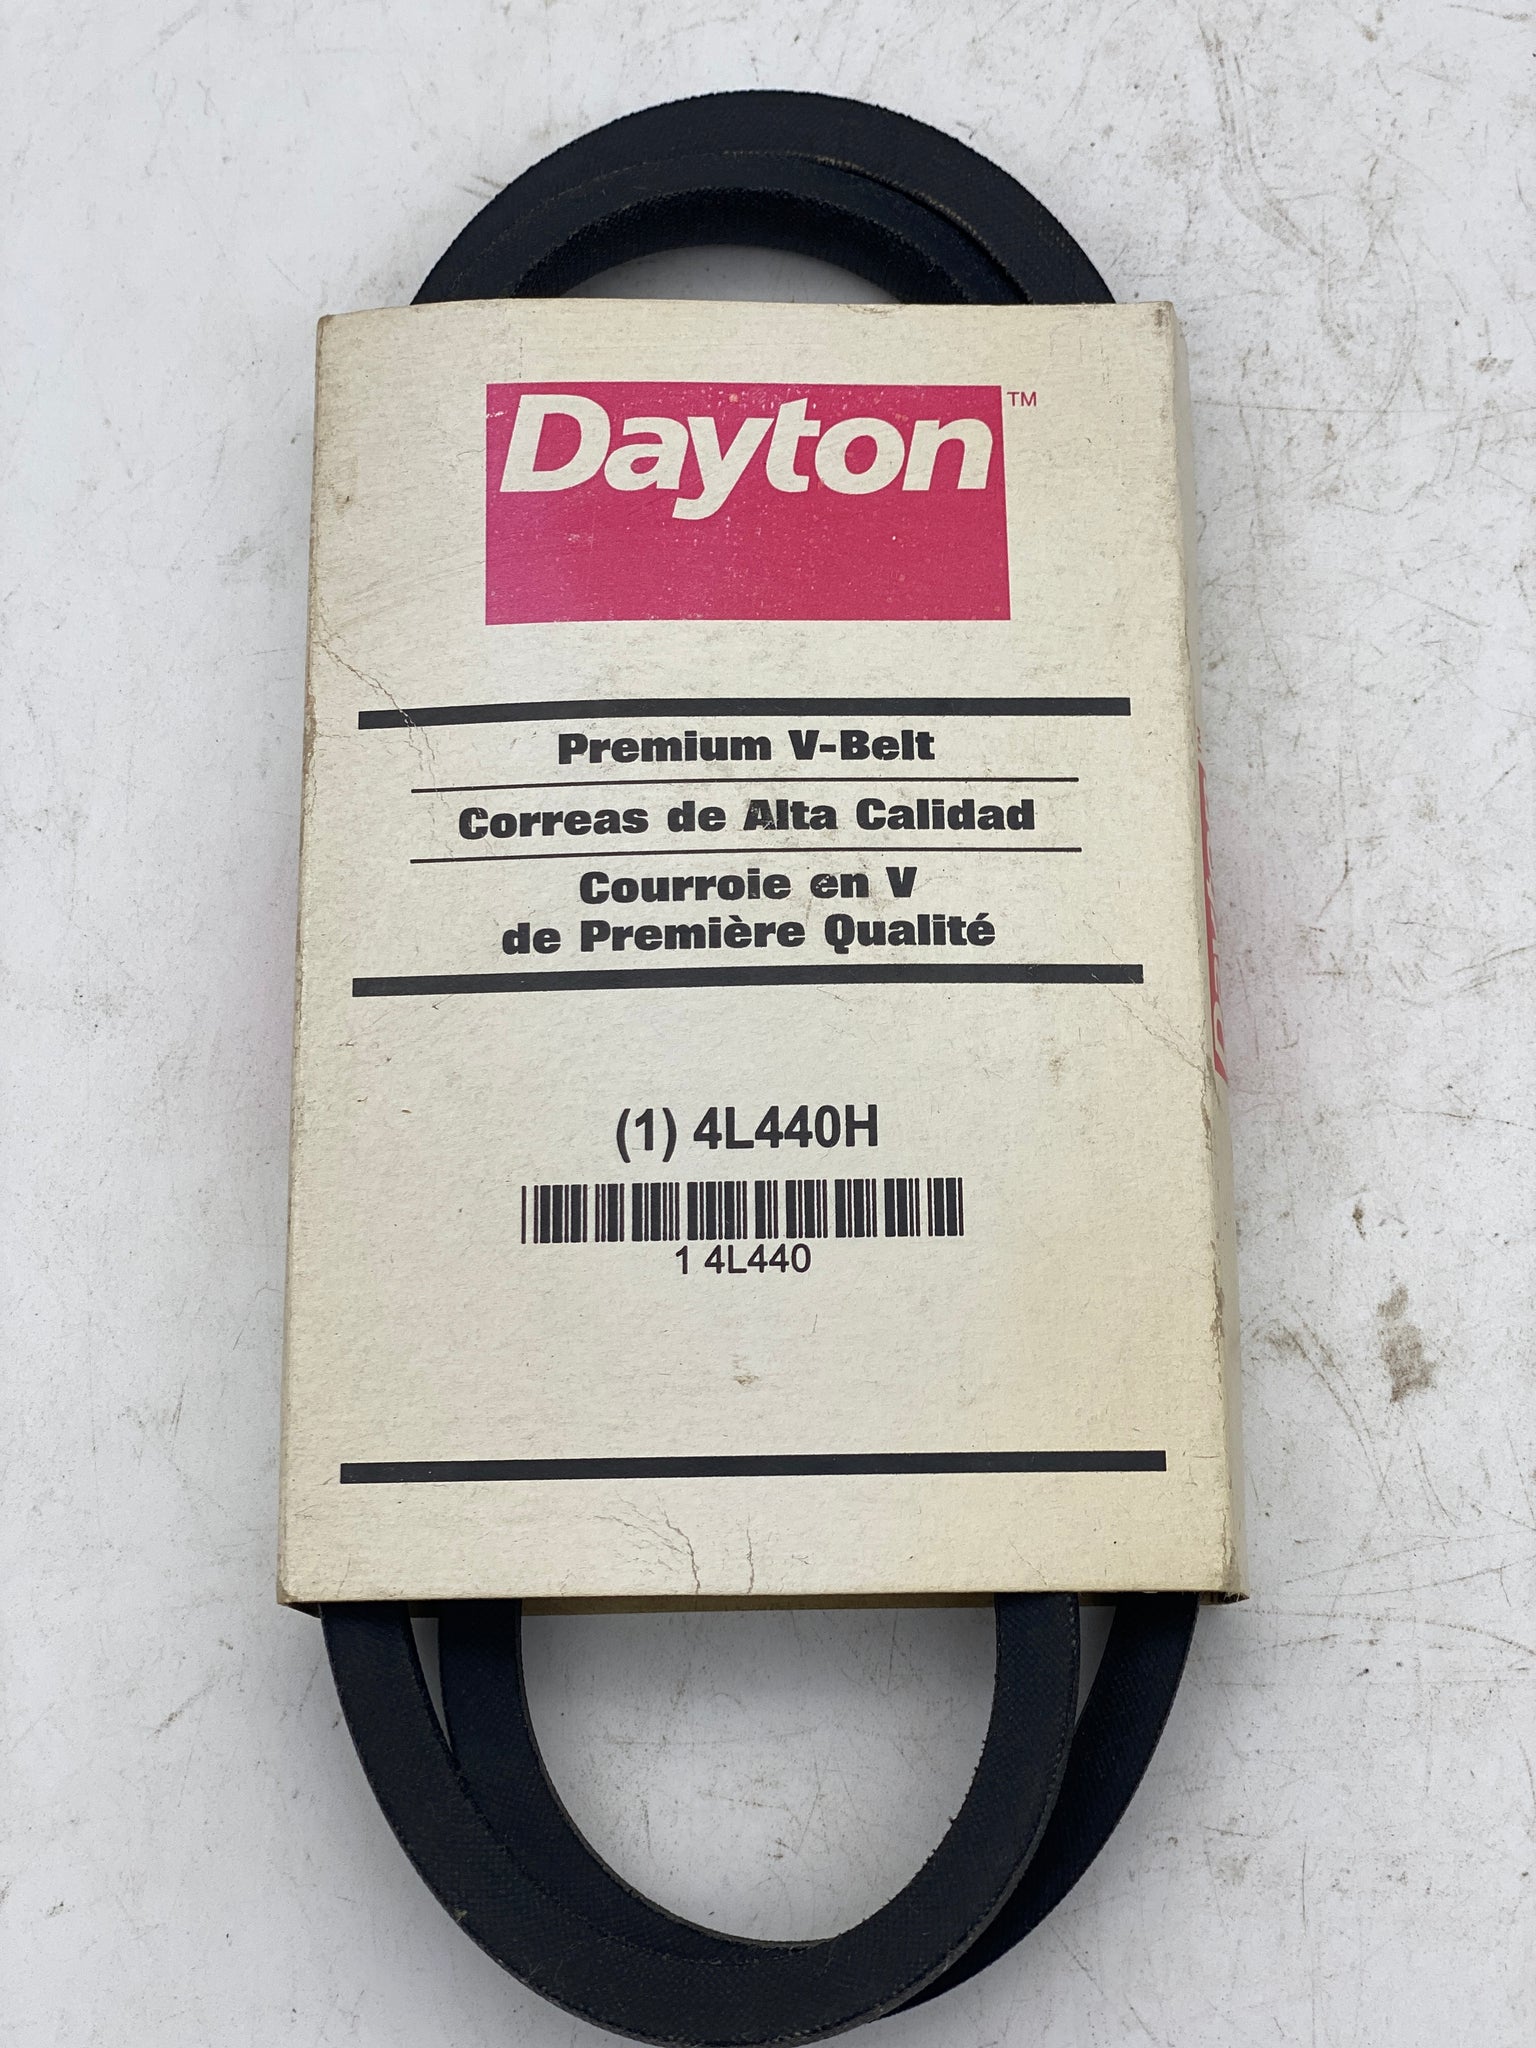 Dayton™
Premium V-Belt
Correas de Alta Calidad
Courroie en V
de Première Qualité
(1) 4L440H
1 4L440